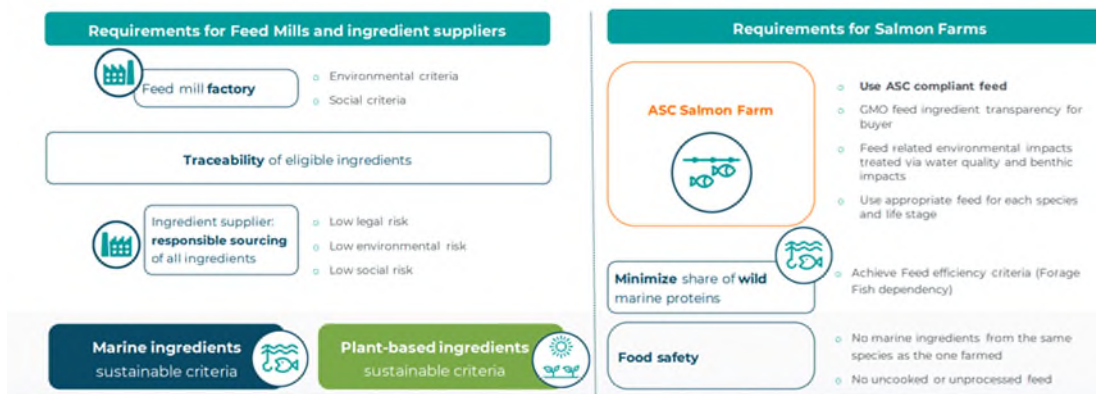 Requirements for Feed Mills and ingredient suppliers
Feed mill factory
Environmental criteria
Social criteria
Traceability of eligible ingredients
Ingredient supplier:
responsible sourcing
of all ingredients
Low legal risk
Low environmental risk
Low social risk
Marine ingredients
sustainable criteria
Plant-based ingredients
sustainable criteria
Requirements for Salmon Farms
ASC Salmon Farm
Use ASC compliant feed
GMO feed ingredient transparency for
buyer
Feed related environmental impacts
treated via water quality and benthic
impacts
Use appropriate feed for each species
and life stage
Minimize share of wild
marine proteins
Achieve Feed efficiency criteria (Forage
Fish dependency)
Food safety
No marine ingredients from the same
species as the one farmed
No uncooked or unprocessed feed